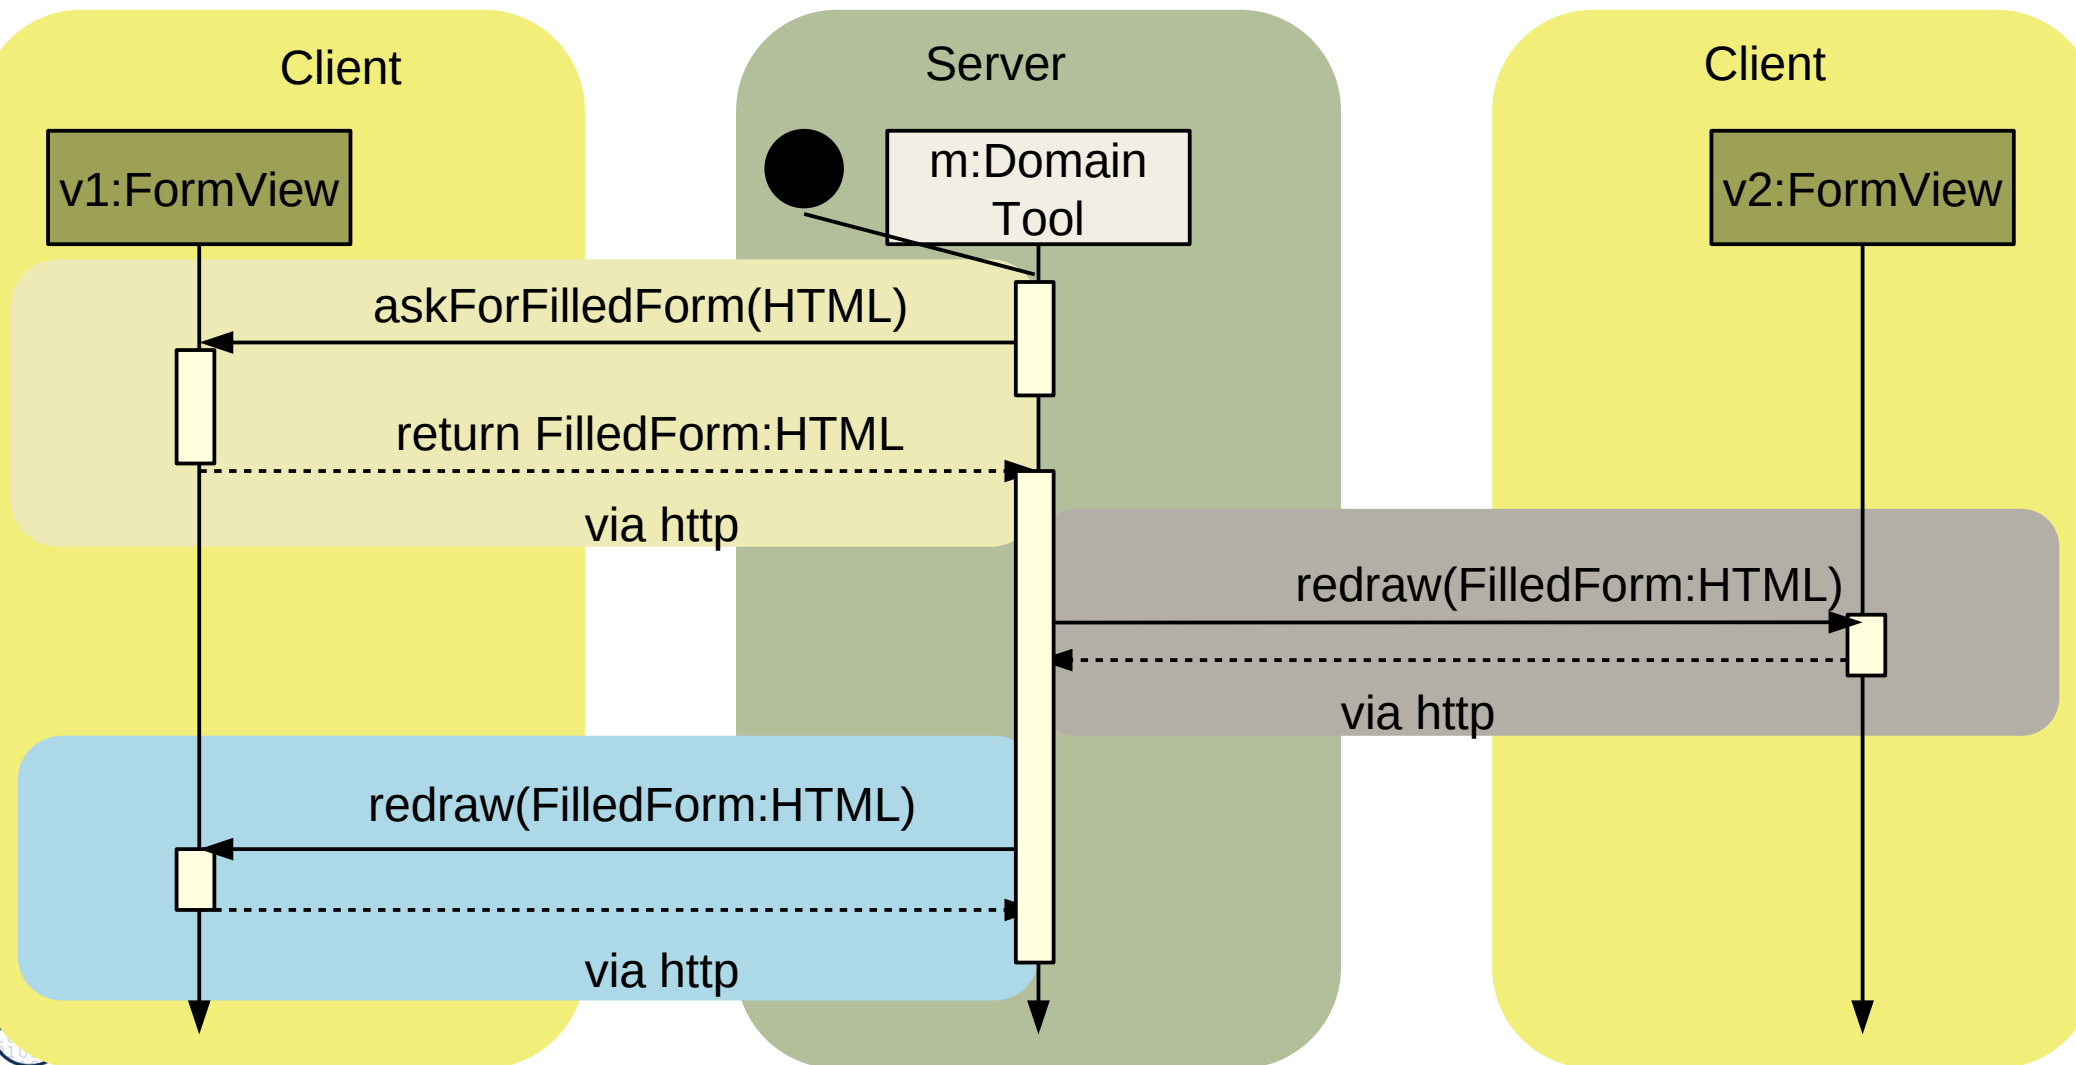 Client
Server
Client
v1:FormView
m:Domain
Tool
v2:FormView
askForFilledForm(HTML)
return FilledForm:HTML
via http
redraw(FilledForm:HTML)
via http
redraw(FilledForm:HTML)
via http